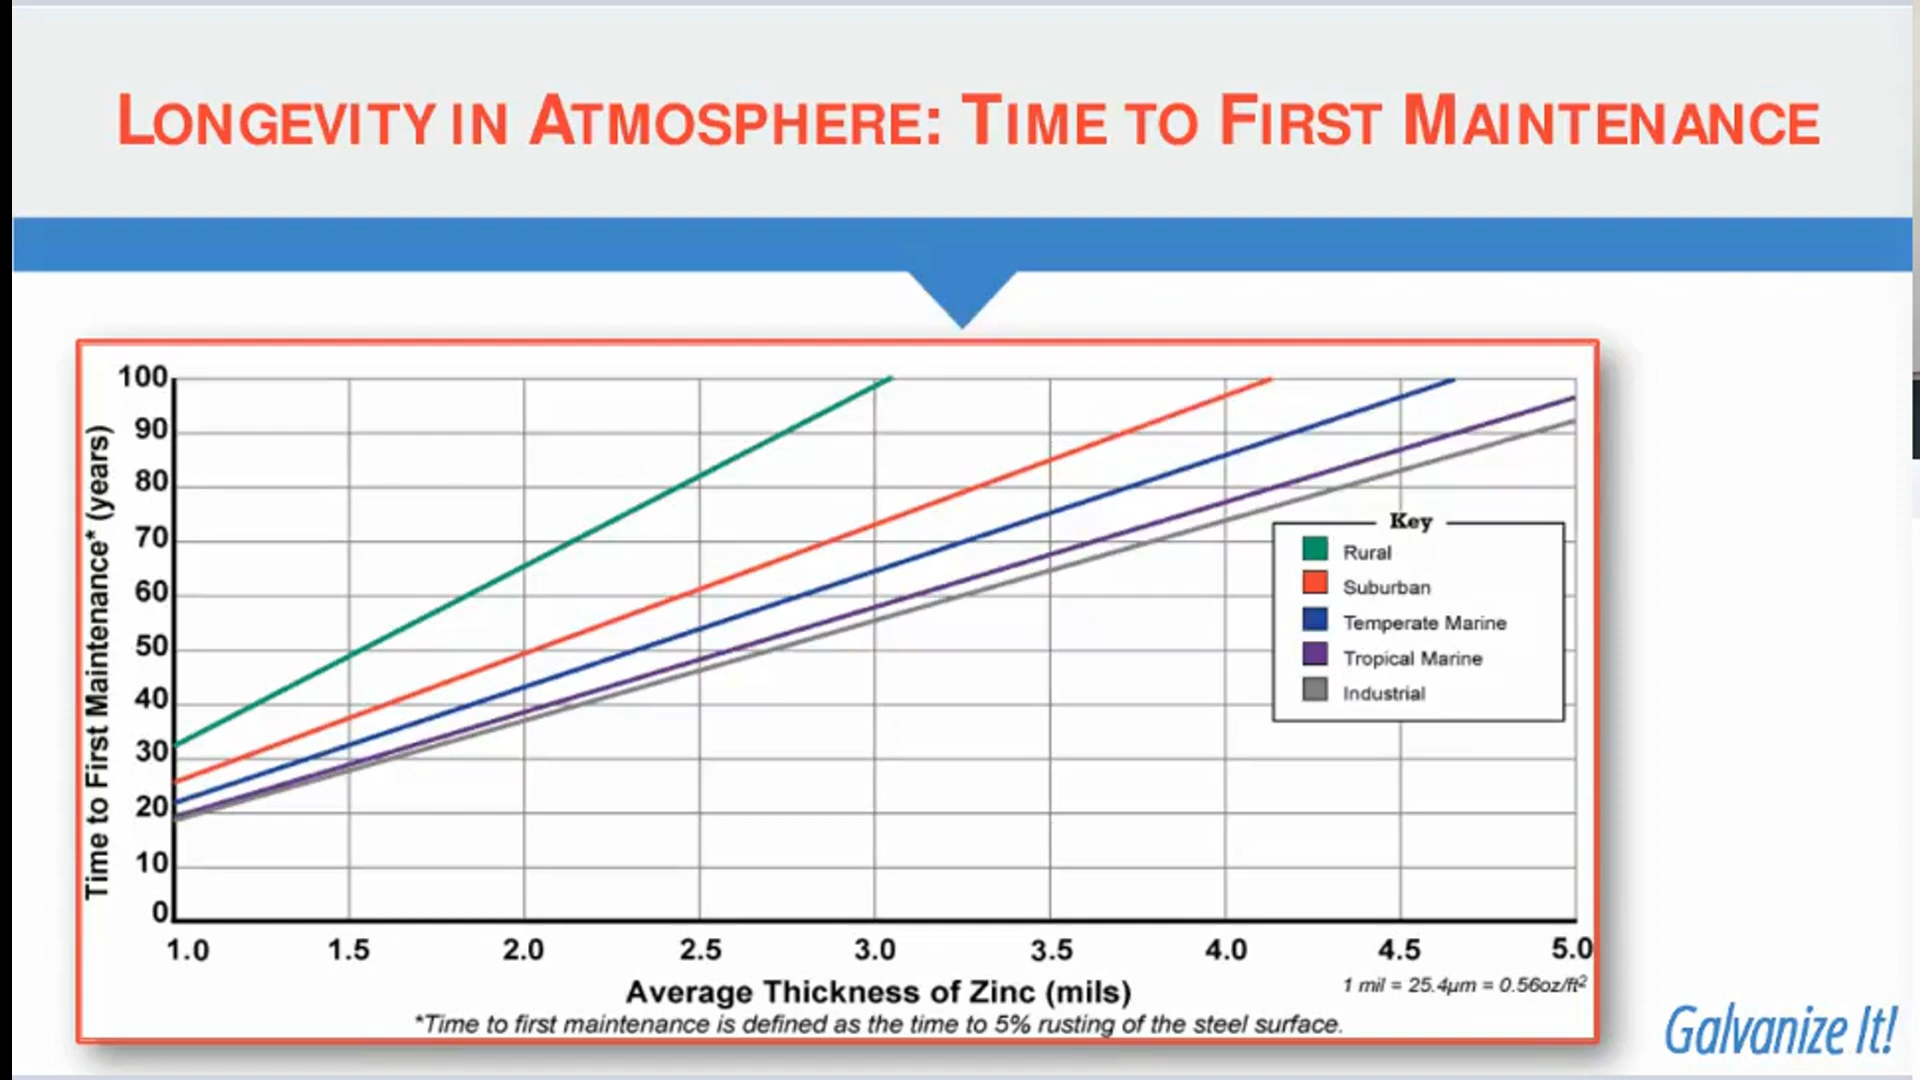 LONGEVITY IN ATMOSPHERE: TIME TO FIRST MAINTENANCE
Time to First Maintenance* (years)
100
90
80
70
60
50
40
30
20
10
0
1.0 1.5 2.0 2.5 3.0 3.5 4.0 4.5 5.0
Key
Rural
Suburban
Temperate Marine
Tropical Marine
Industrial
Average Thickness of Zinc (mils)
1 mil = 25.4µm = 0.56oz/ft²
*Time to first maintenance is defined as the time to 5% rusting of the steel surface.
Galvanize It!